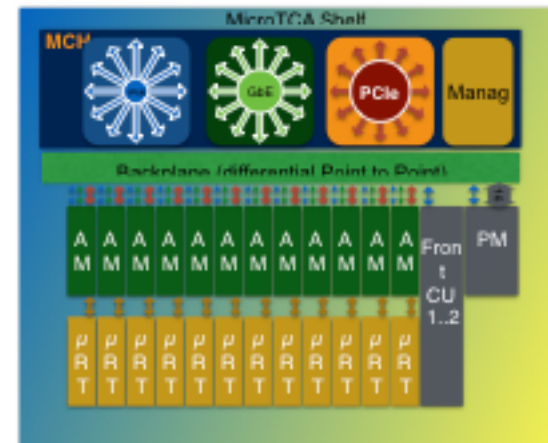 MicroTCA Shelf
MCH
GbE
PCIe
Manag
Backplane (differential Point to Point)
A A A A A A A A A A A A
M M M M M M M M M M M M
Fron
t
CU
1..2
PM
μ μ μ μ μ μ μ μ μ μ μ μ
R R R R R R R R R R R R
T T T T T T T T T T T T